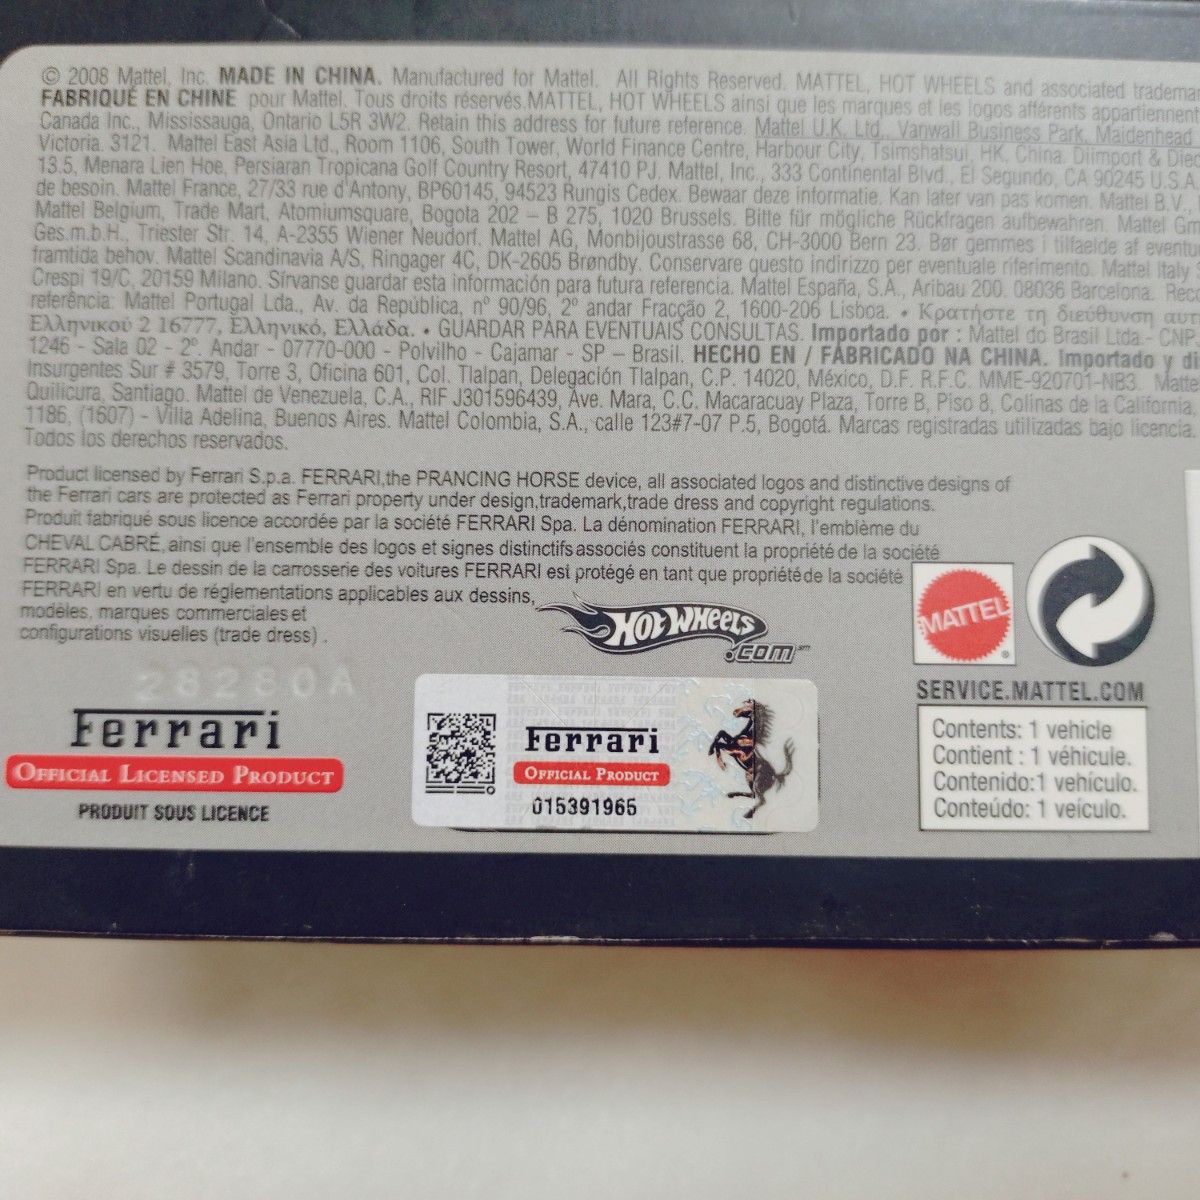 © 2008 Mattel, Inc. MADE IN CHINA. Manufactured for Mattel. All Rights Reserved. MATTEL, HOT WHEELS and associated
FABRIQUÉ EN CHINE pour Mattel. Tous droits réservés.MATTEL, HOT WHEELS ainsi que les marques et les logos afférents appartiennent
Canada Inc., Mississauga, Ontario L5R 3W2. Retain this address for future reference. Mattel U.K. Ltd., Vanwall Business Park, Maidenhead
Victoria. 3121. Mattel East Asia Ltd., Room 1106, South Tower, World Finance Centre, Harbour City, Tsimshatsui, HK, China. Diimport &
13.5, Menara Lien Hoe, Persiaran Tropicana Golf Country Resort, 47410 PJ. Mattel, Inc., 333 Continental Blvd., El Segundo, CA 90245 U.S.A.
de besoin. Mattel France, 27/33 rue d'Antony, BP60145, 94523 Rungis Cedex. Bewaar deze informatie. Kan later van pas komen. Mattel B.V.,
Mattel Belgium, Trade Mart, Atomiumsquare, Bogota 202 – B 275, 1020 Brussels. Bitte für mögliche Rückfragen aufbewahren. Mattel
Ges.m.b.H., Triester Str. 14, A-2355 Wiener Neudorf. Mattel AG, Monbijoustrasse 68, CH-3000 Bern 23. Bør gemmes i tilfaelde af
framtida behov. Mattel Scandinavia A/S, Ringager 4C, DK-2605 Brøndby. Conservare questo indirizzo per eventuale riferimento. Mattel Italy
Crespi 19/C, 20159 Milano. Sírvanse guardar esta información para futura referencia. Mattel España, S.A., Aribau 200. 08036 Barcelona.
referência: Mattel Portugal Lda., Av. da República, nº 90/96, 2º andar Fracção 2, 1600-206 Lisboa. • Κρατήστε τη διεύθυνση
Ελληνικού 2 16777, Ελληνικό, Ελλάδα. • GUARDAR PARA EVENTUAIS CONSULTAS. Importado por : Mattel do Brasil Ltda.-
1246 - Sala 02 - 2º. Andar - 07770-000 - Polvilho - Cajamar - SP – Brasil. HECHO EN / FABRICADO NA CHINA. Importado y
Insurgentes Sur # 3579, Torre 3, Oficina 601, Col. Tlalpan, Delegación Tlalpan, C.P. 14020, México, D.F. R.F.C. MME-920701-NB3.
Quilicura, Santiago. Mattel de Venezuela, C.A., RIF J301596439, Ave. Mara, C.C. Macaracuay Plaza, Torre B, Piso 8, Colinas de la California,
1186, (1607) - Villa Adelina, Buenos Aires. Mattel Colombia, S.A., calle 123#7-07 P.5, Bogotá. Marcas registradas utilizadas bajo licencia.
Todos los derechos reservados.
Product licensed by Ferrari S.p.a. FERRARI,the PRANCING HORSE device, all associated logos and distinctive designs of
the Ferrari cars are protected as Ferrari property under design,trademark,trade dress and copyright regulations.
Produit fabriqué sous licence accordée par la société FERRARI Spa. La dénomination FERRARI, l'emblème du
CHEVAL CABRÉ, ainsi que l'ensemble des logos et signes distinctifs associés constituent la propriété de la société
FERRARI Spa. Le dessin de la carrosserie des voitures FERRARI est protégé en tant que propriété de la société
FERRARI en vertu de réglementations applicables aux dessins,
modèles, marques commerciales et
configurations visuelles (trade dress) .
HOT WHEELS
.COM℠
MATTEL
®
SERVICE.MATTEL.COM
Contents: 1 vehicle
Contient : 1 véhicule.
Contenido:1 vehículo.
Conteúdo: 1 veículo.
28280A
Ferrari
OFFICIAL LICENSED PRODUCT
PRODUIT SOUS LICENCE
Ferrari
OFFICIAL PRODUCT
015391965